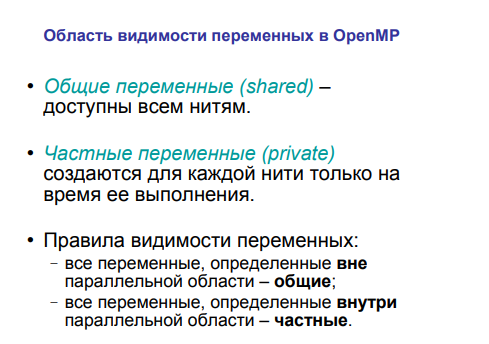 Область видимости переменных в OpenMP
• Общие переменные (shared) –
доступны всем нитям.
• Частные переменные (private)
создаются для каждой нити только на
время ее выполнения.
• Правила видимости переменных:
– все переменные, определенные вне
параллельной области – общие;
– все переменные, определенные внутри
параллельной области – частные.